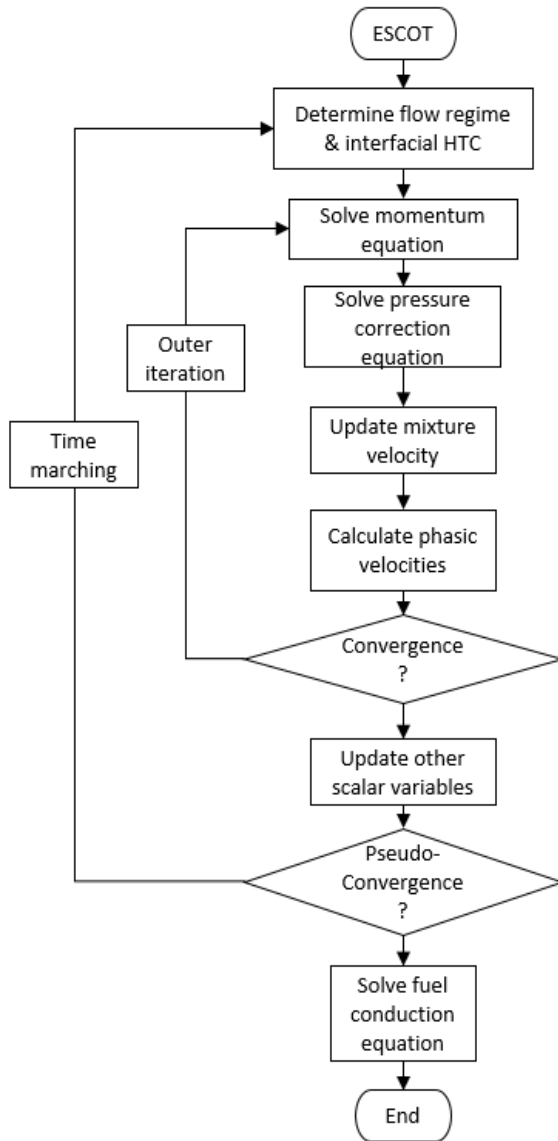 ESCOT
Determine flow regime
& interfacial HTC
Solve momentum
equation
Solve pressure
correction
equation
Outer
iteration
Update mixture
velocity
Time
marching
Calculate phasic
velocities
Convergence
?
Update other
scalar variables
Pseudo-
Convergence
?
Solve fuel
conduction
equation
End